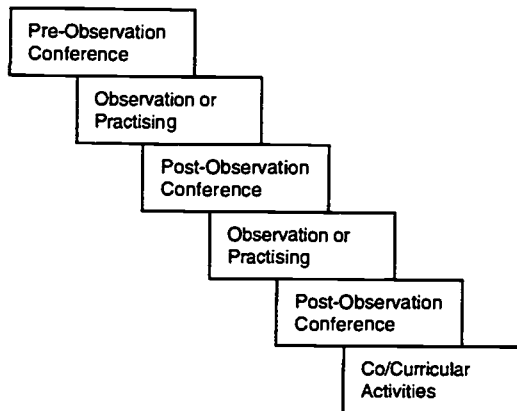 Pre-Observation
Conference
Observation or
Practising
Post-Observation
Conference
Observation or
Practising
Post-Observation
Conference
Co/Curricular
Activities